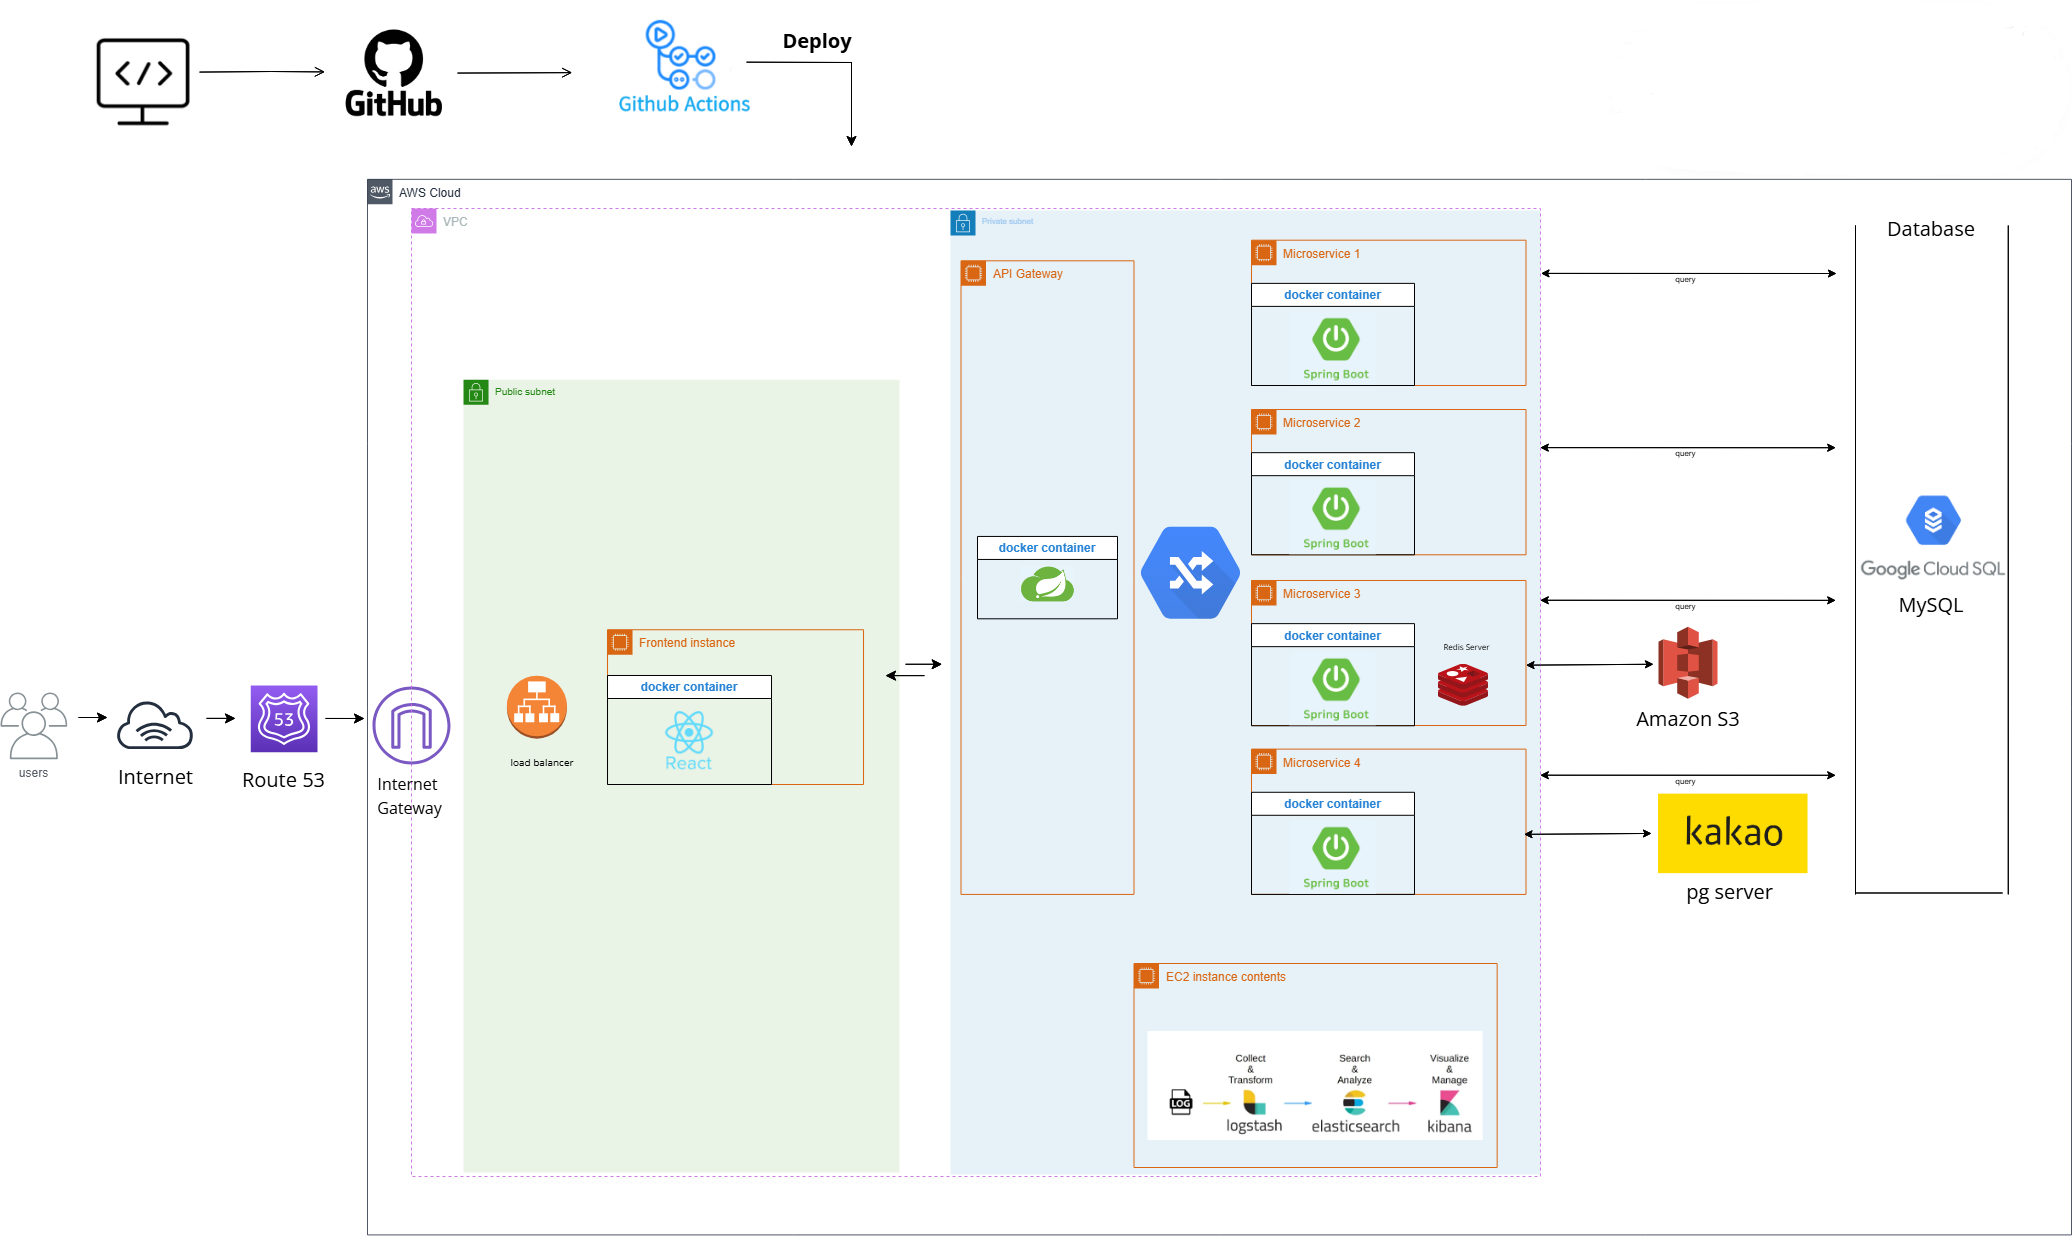 Deploy
GitHub
Github Actions
aws
AWS Cloud
VPC
Private subnet
Database
API Gateway
Microservice 1
docker container
Spring Boot
query
Public subnet
Microservice 2
docker container
Spring Boot
query
docker container
Google Cloud SQL
MySQL
Microservice 3
docker container
Spring Boot
Redis Server
query
Amazon S3
Frontend instance
docker container
React
load balancer
users
Internet
53
Route 53
Internet
Gateway
Microservice 4
docker container
Spring Boot
query
kakao
pg server
EC2 instance contents
Collect
&
Transform
Search
&
Analyze
Visualize
&
Manage
LOG
logstash
elasticsearch
kibana